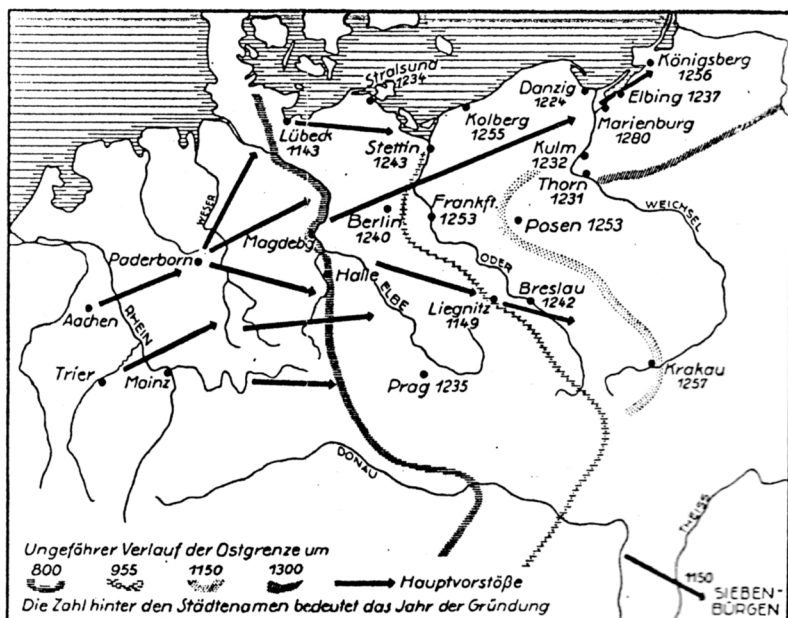 Königsberg
1256
Stralsund
1234
Danzig
1224
Elbing 1237
Marienburg
1280
Lübeck
1143
Kolberg
1255
Stettin
1243
Kulm
1232
Thorn
1231
WESER
Berlin
1240
Frankft.
1253
Posen 1253
WEICHSEL
Magdebg
Paderborn
Halle
ODER
Aachen
RHEIN
ELBE
Liegnitz
1149
Breslau
1242
Trier
Mainz
Prag 1235
Krakau
1257
DONAU
THEISS
Ungefährer Verlauf der Ostgrenze um
800 955 1150 1300
Hauptvorstöße
1150
SIEBEN-
BÜRGEN
Die Zahl hinter den Städtenamen bedeutet das Jahr der Gründung